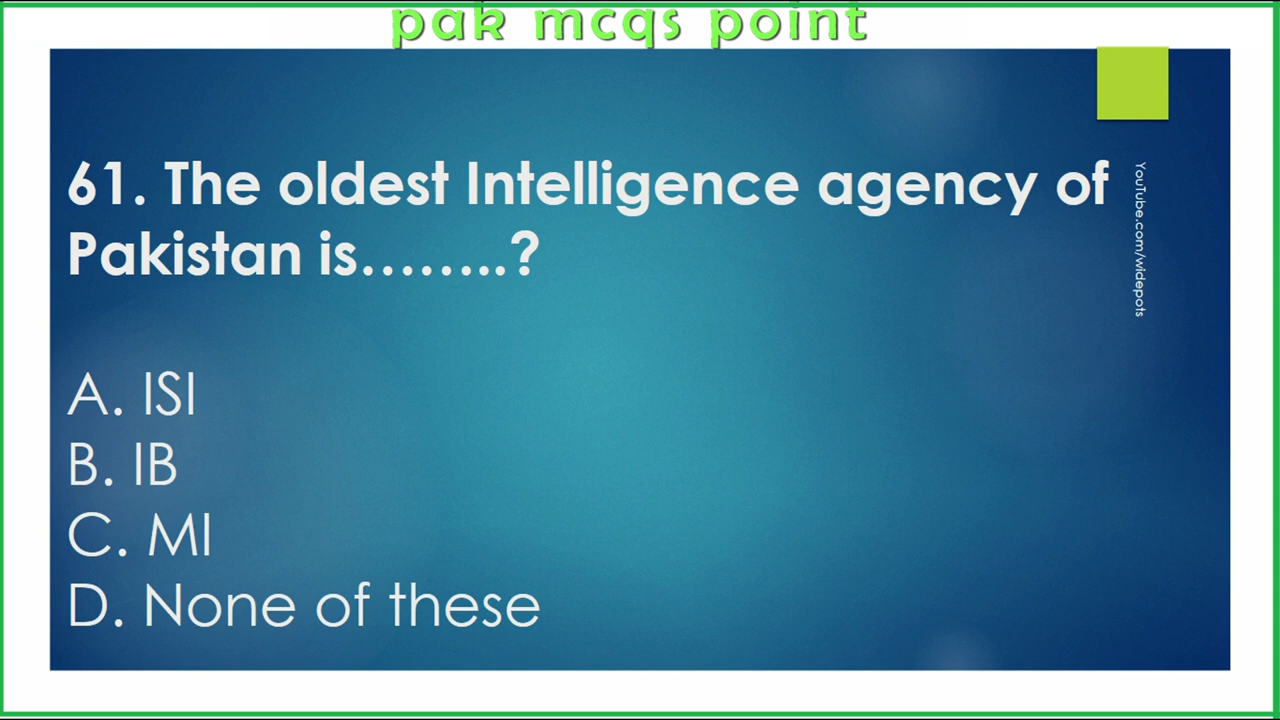 pak mcqs point
61. The oldest Intelligence agency of
Pakistan is……..?
A. ISI
B. IB
C. MI
D. None of these
YouTube.com/widepots